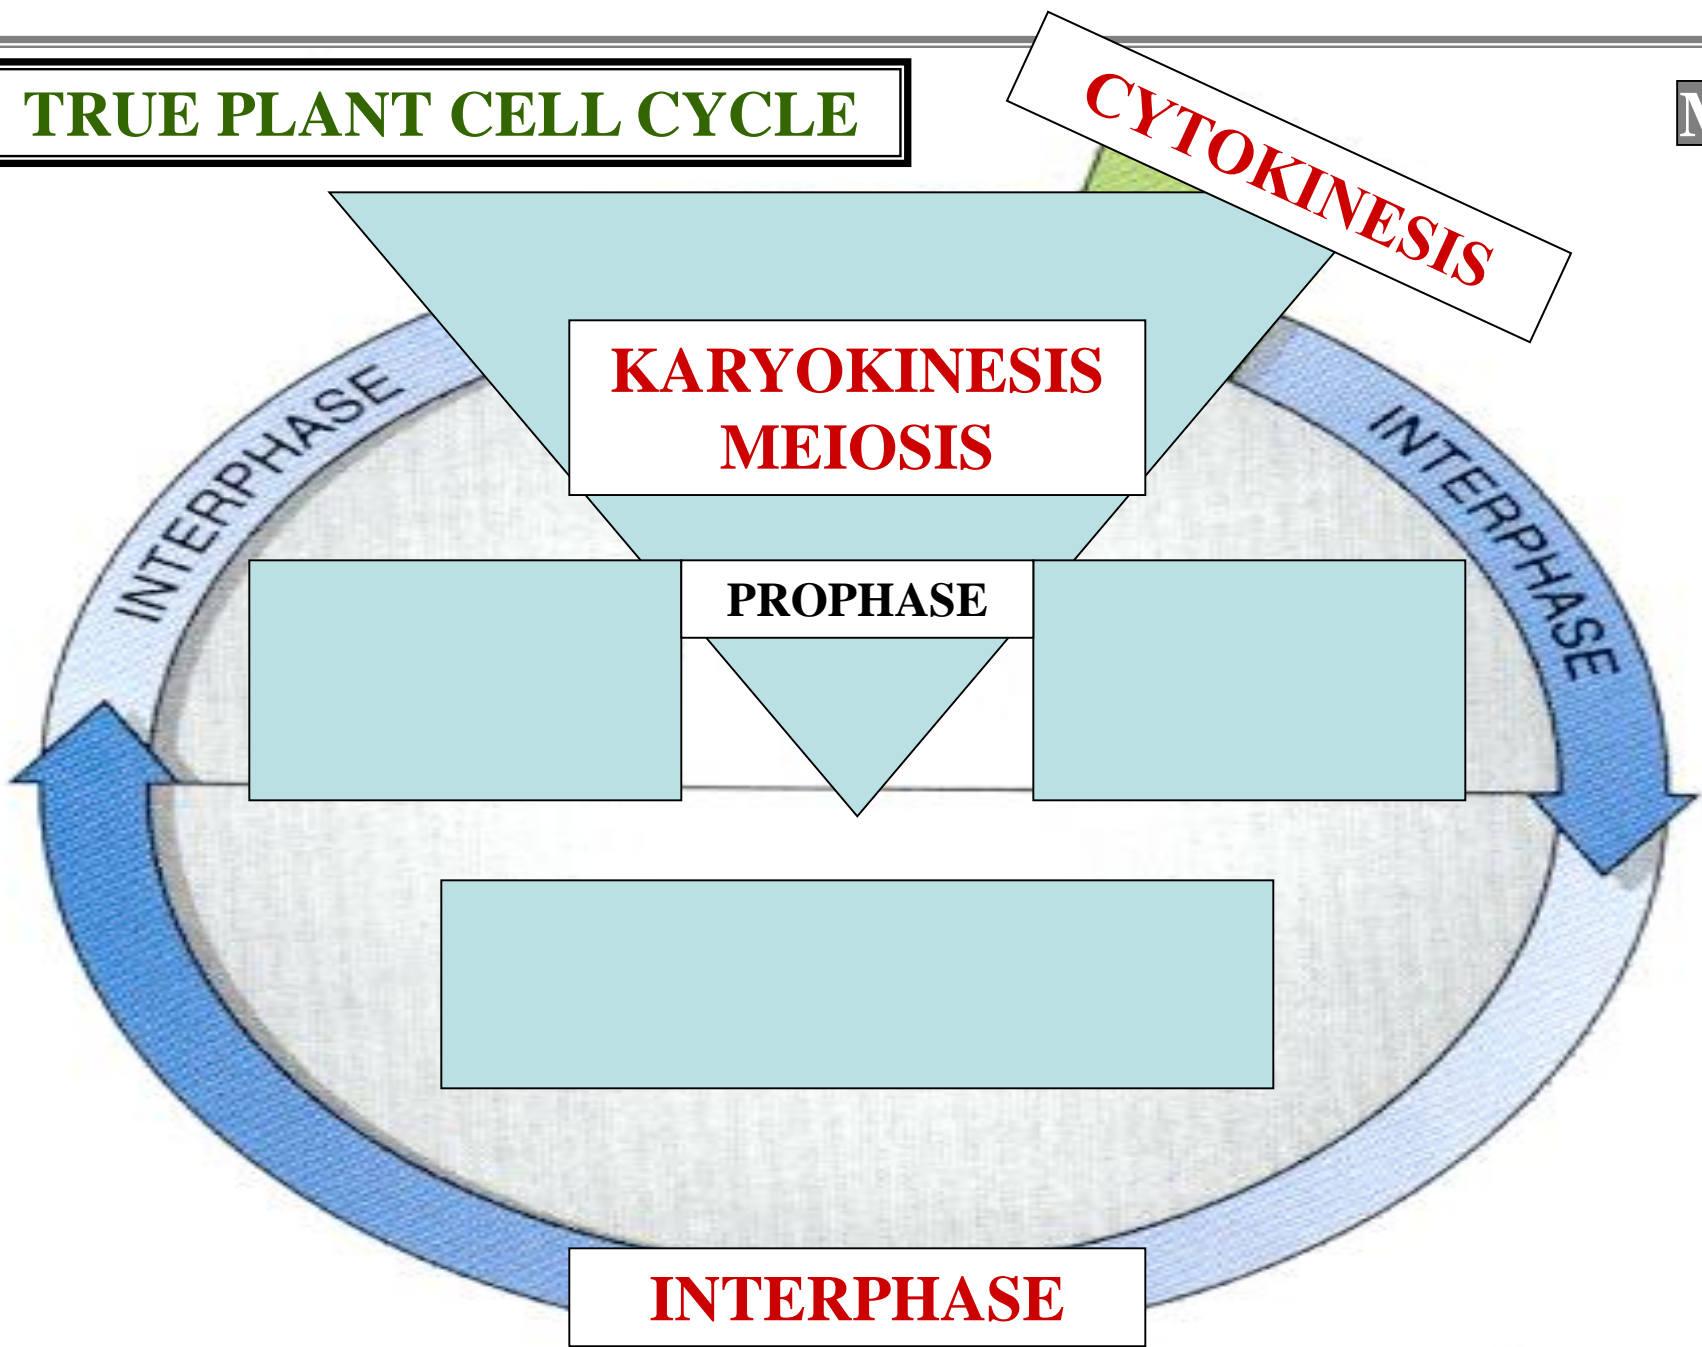 TRUE PLANT CELL CYCLE
CYTOKINESIS
KARYOKINESIS
MEIOSIS
INTERPHASE
INTERPHASE
PROPHASE
INTERPHASE